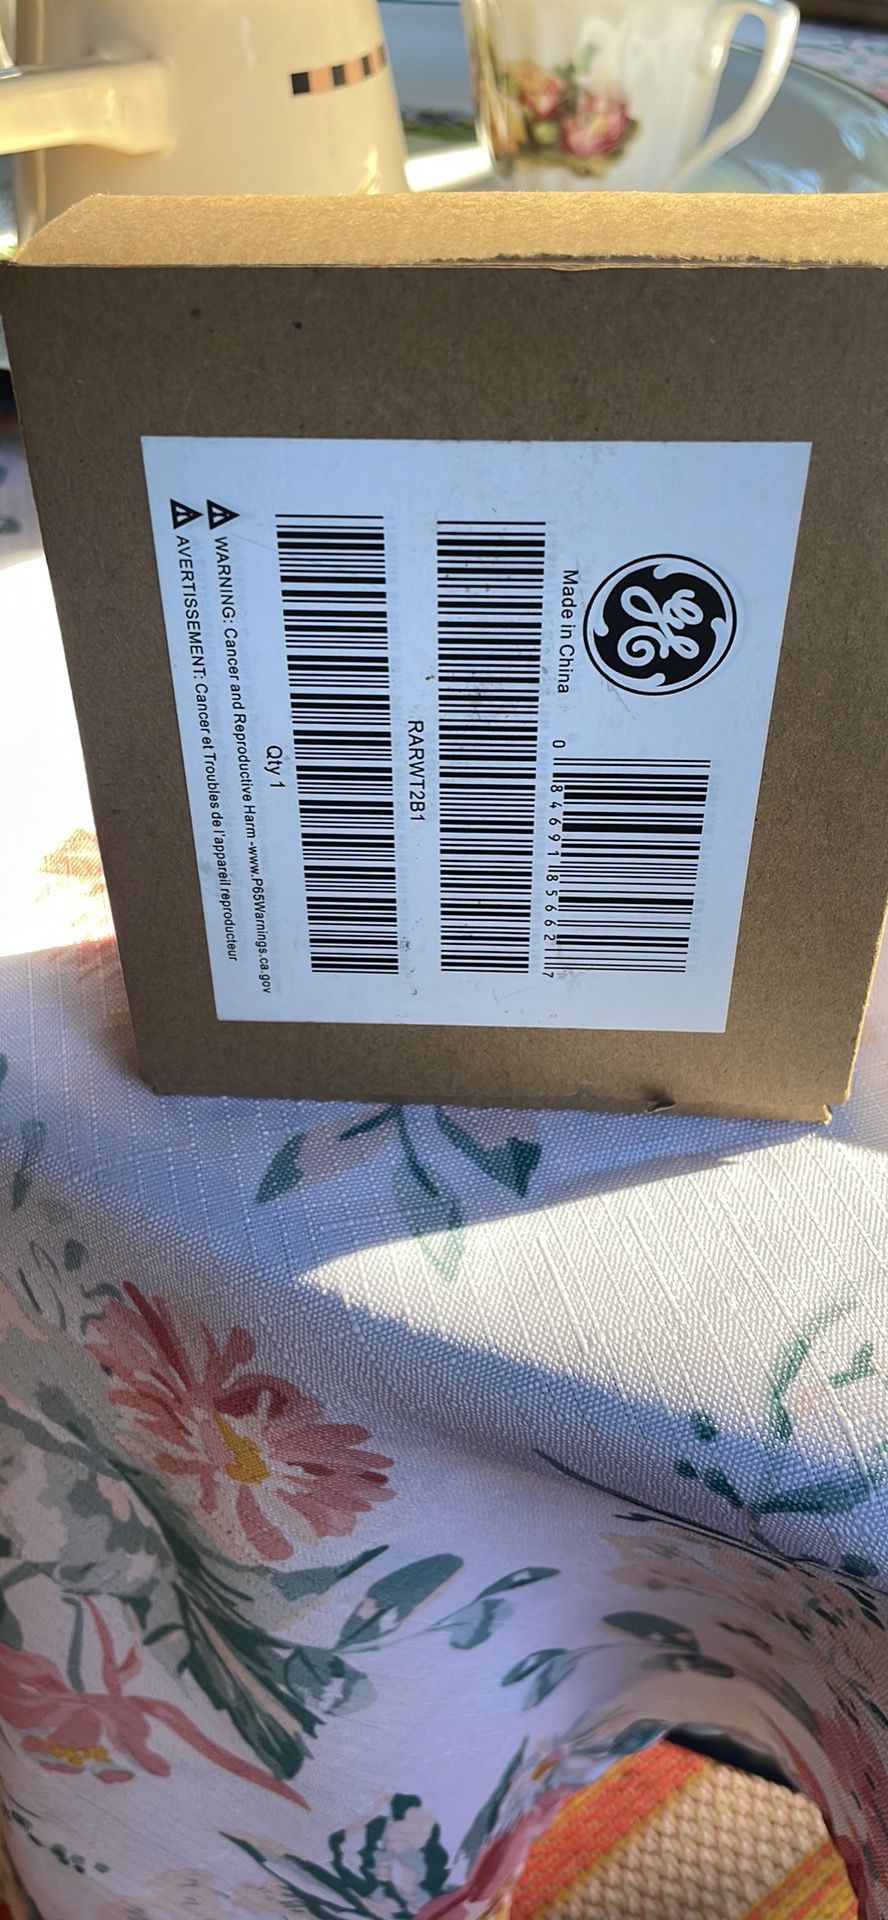 GE
Made in China
0 84691 85662 7
RARWT2B1
Qty 1
WARNING: Cancer and Reproductive Harm -www.P65Warnings.ca.gov
AVERTISSEMENT: Cancer et Troubles de l'appareil reproducteur